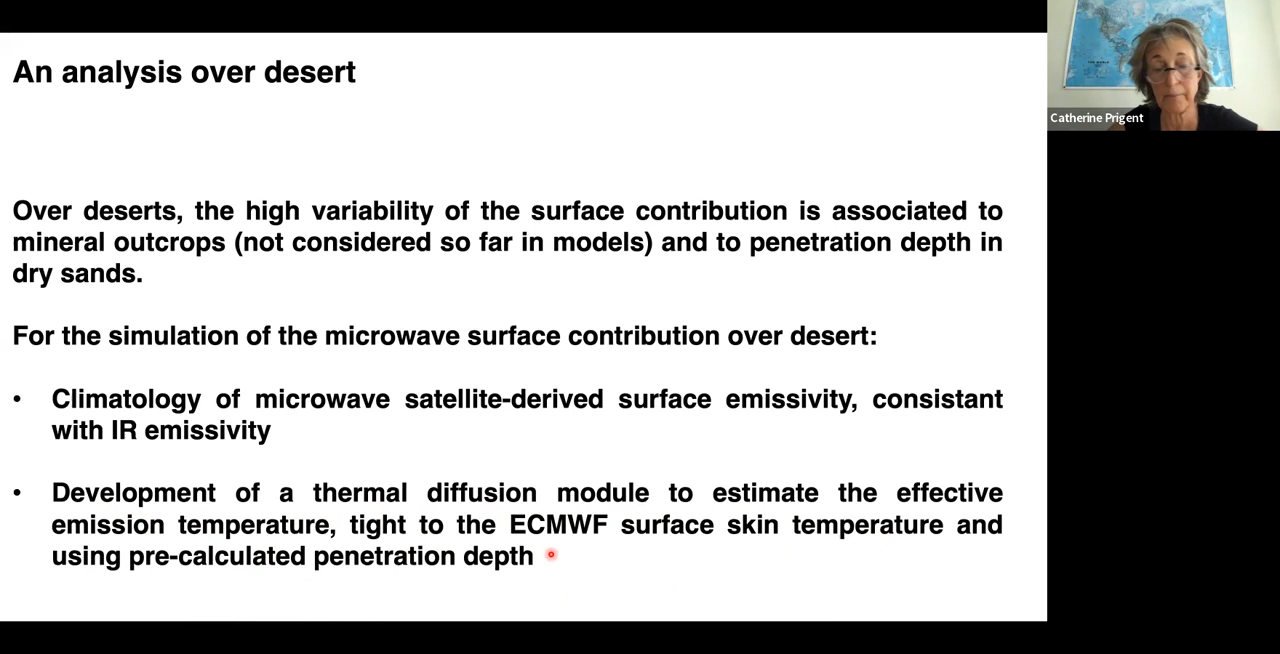 An analysis over desert
Over deserts, the high variability of the surface contribution is associated to
mineral outcrops (not considered so far in models) and to penetration depth in
dry sands.
For the simulation of the microwave surface contribution over desert:
• Climatology of microwave satellite-derived surface emissivity, consistant
with IR emissivity
• Development of a thermal diffusion module to estimate the effective
emission temperature, tight to the ECMWF surface skin temperature and
using pre-calculated penetration depth
Catherine Prigent